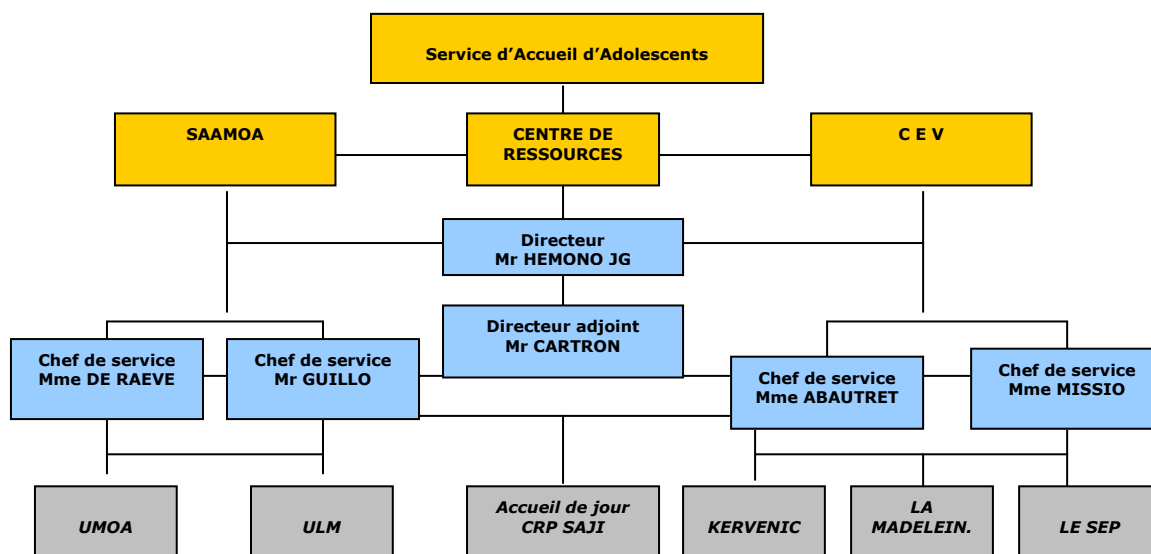 Service d'Accueil d'Adolescents
SAAMOA
CENTRE DE
RESSOURCES
C E V
Directeur
Mr HEMONO JG
Directeur adjoint
Mr CARTRON
Chef de service
Mme DE RAEVE
Chef de service
Mr GUILLO
Chef de service
Mme ABAUTRET
Chef de service
Mme MISSIO
UMOA
ULM
Accueil de jour
CRP SAJI
KERVENIC
LA
MADELEIN.
LE SEP